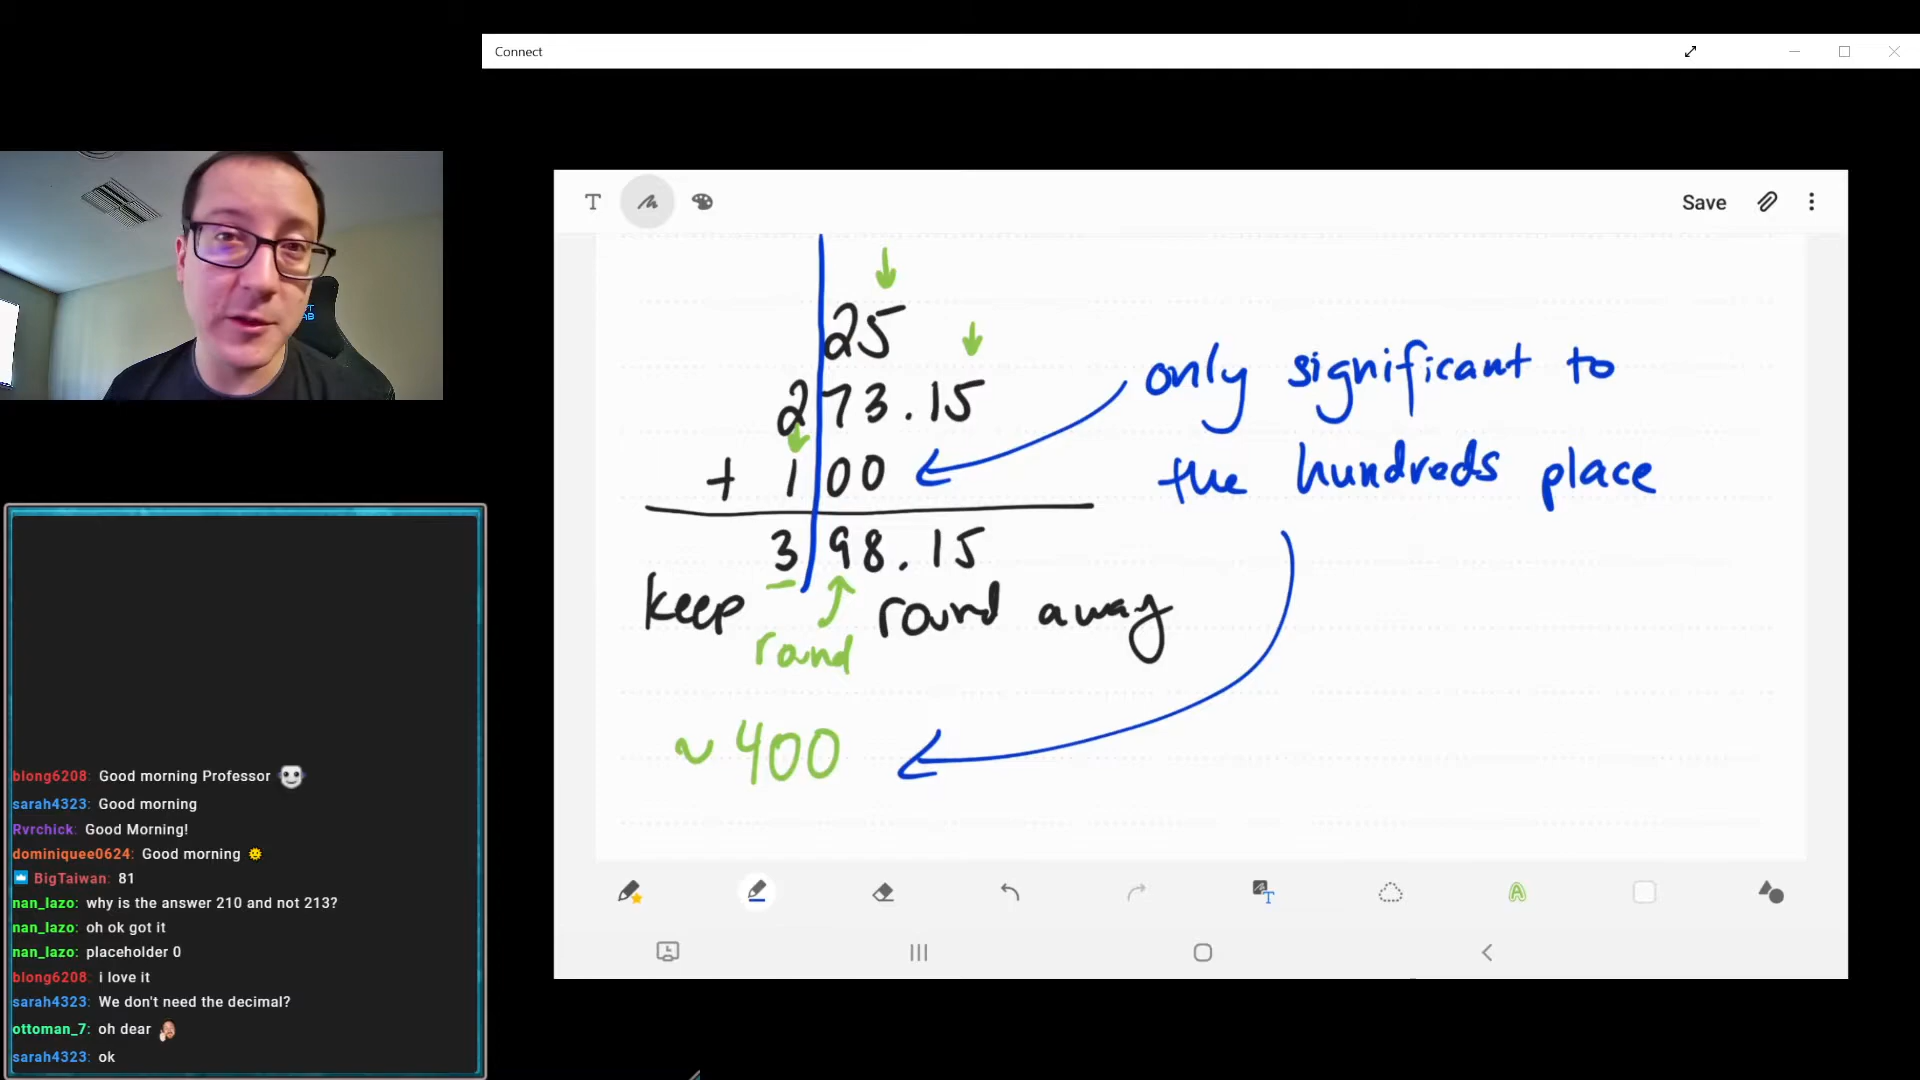 Connect
T
Save
25
273.15
+ 100
398.15
keep round away
round
~ 400
only significant to
the hundreds place
blong6208: Good morning Professor
sarah4323: Good morning
Rvrchick: Good Morning!
dominiquee0624: Good morning
BigTaiwan: 81
nan_lazo: why is the answer 210 and not 213?
nan_lazo: oh ok got it
nan_lazo: placeholder 0
blong6208: i love it
sarah4323: We don't need the decimal?
ottoman_7: oh dear
sarah4323: ok